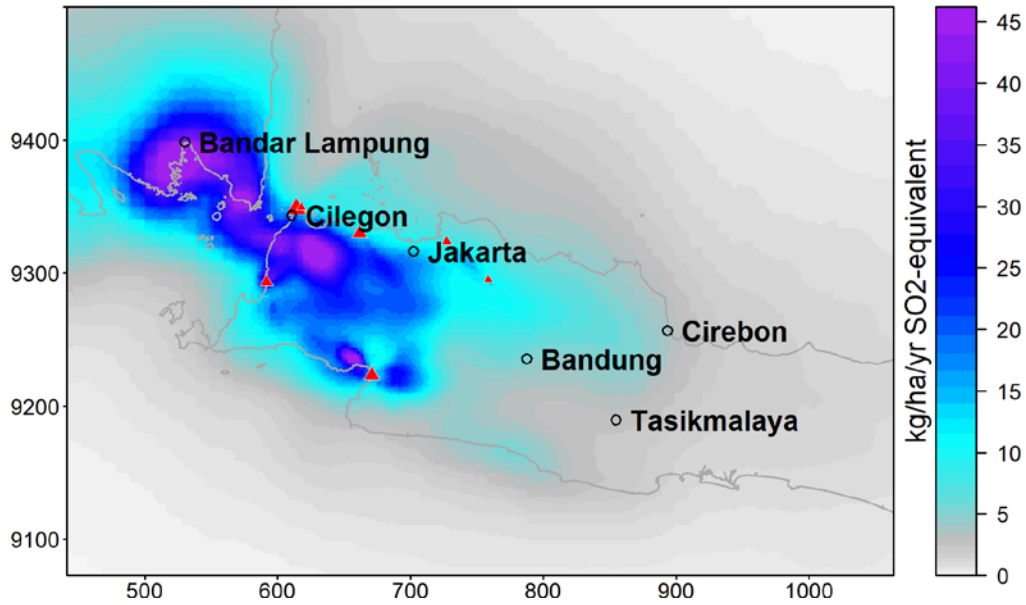 45
40
35
30
25
20
15
10
5
0
kg/ha/yr SO2-equivalent
9400
9300
9200
9100
Bandar Lampung
Cilegon
Jakarta
Cirebon
Bandung
Tasikmalaya
500
600
700
800
900
1000